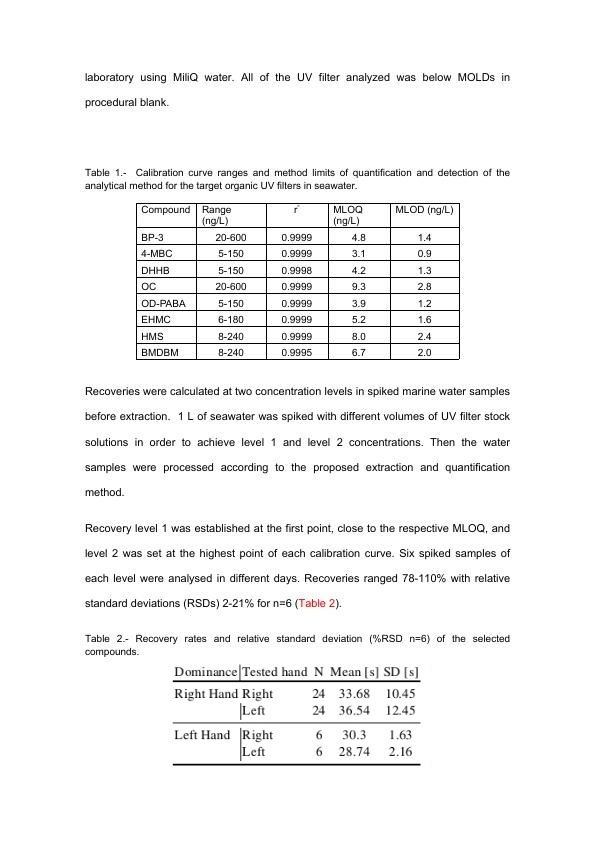 laboratory using MiliQ water. All of the UV filter analyzed was below MOLDs in
procedural blank.
Table 1.- Calibration curve ranges and method limits of quantification and detection of the
analytical method for the target organic UV filters in seawater.
Compound Range (ng/L) r² MLOQ (ng/L) MLOD (ng/L)
BP-3 20-600 0.9999 4.8 1.4
4-MBC 5-150 0.9999 3.1 0.9
DHHB 5-150 0.9998 4.2 1.3
OC 20-600 0.9999 9.3 2.8
OD-PABA 5-150 0.9999 3.9 1.2
EHMC 6-180 0.9999 5.2 1.6
HMS 8-240 0.9999 8.0 2.4
BMDBM 8-240 0.9995 6.7 2.0
Recoveries were calculated at two concentration levels in spiked marine water samples
before extraction. 1 L of seawater was spiked with different volumes of UV filter stock
solutions in order to achieve level 1 and level 2 concentrations. Then the water
samples were processed according to the proposed extraction and quantification
method.
Recovery level 1 was established at the first point, close to the respective MLOQ, and
level 2 was set at the highest point of each calibration curve. Six spiked samples of
each level were analysed in different days. Recoveries ranged 78-110% with relative
standard deviations (RSDs) 2-21% for n=6 (Table 2).
Table 2.- Recovery rates and relative standard deviation (%RSD n=6) of the selected
compounds.
Dominance Tested hand N Mean [s] SD [s]
Right Hand Right 24 33.68 10.45
Left 24 36.54 12.45
Left Hand Right 6 30.3 1.63
Left 6 28.74 2.16